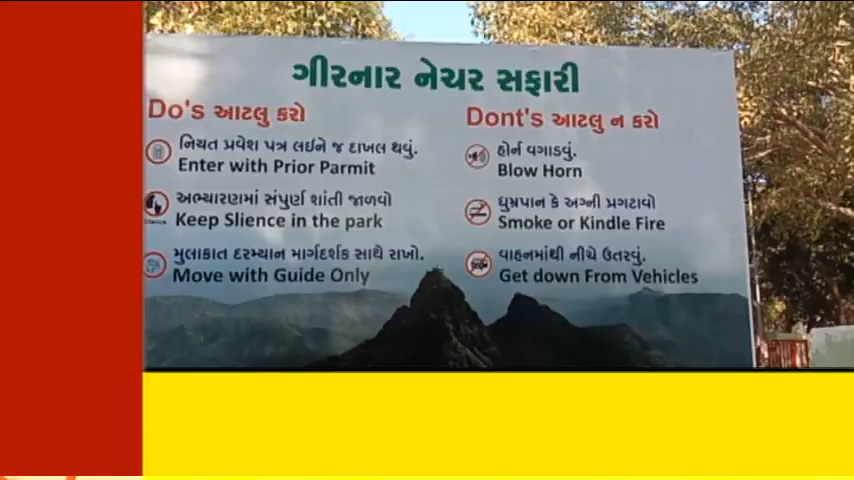 ગીરનાર નેચર સફારી
Do's આટલુ કરો
નિયત પ્રવેશ પત્ર લઈને જ દાખલ થવું.
Enter with Prior Parmit
અભ્યારણમાં સંપુર્ણ શાંતી જાળવો
Keep Slience in the park
મુલાકાત દરમ્યાન માર્ગદર્શક સાથે રાખો.
Move with Guide Only
Dont's આટલુ ન કરો
હોર્ન વગાડવું.
Blow Horn
ધુમ્રપાન કે અગ્ની પ્રગટાવો
Smoke or Kindle Fire
વાહનમાંથી નીચે ઉતરવું.
Get down From Vehicles